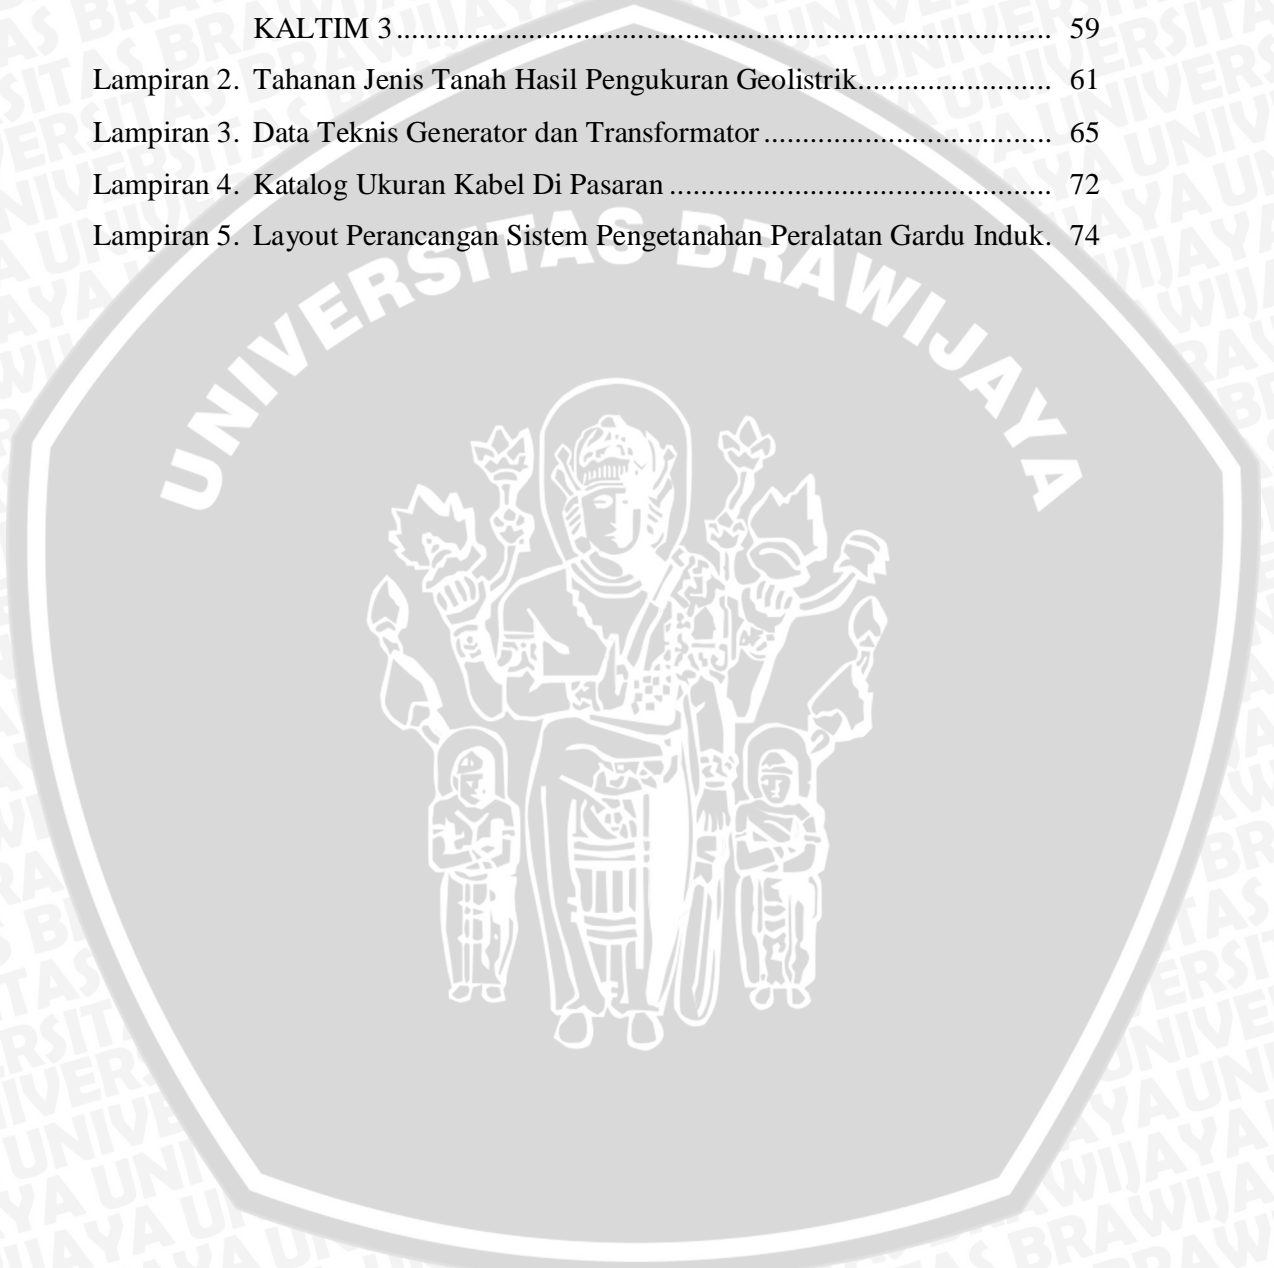 KALTIM 3.................................................................................. 59
Lampiran 2. Tahanan Jenis Tanah Hasil Pengukuran Geolistrik........................ 61
Lampiran 3. Data Teknis Generator dan Transformator.................................... 65
Lampiran 4. Katalog Ukuran Kabel Di Pasaran................................................ 72
Lampiran 5. Layout Perancangan Sistem Pengetanahan Peralatan Gardu Induk. 74
UNIVERSITAS BRAWIJAYA